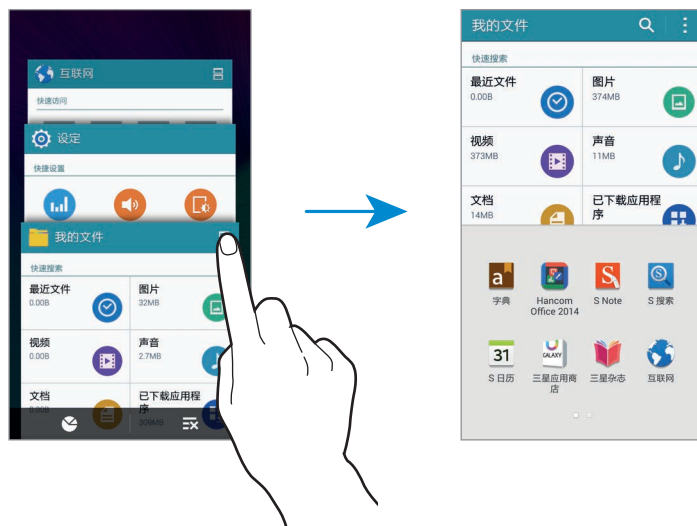 互联网
快速访问
设定
快捷设置
我的文件
快速搜索
最近文件
0.00B
图片
32MB
视频
0.00B
声音
2.7MB
文档
0.00B
已下载应用程
序
309MB
我的文件
快速搜索
最近文件
0.00B
图片
374MB
视频
373MB
声音
11MB
文档
14MB
已下载应用程
序
a
S
S
字典
Hancom
Office 2014
S Note
S 搜索
31
GALAXY
S 日历
三星应用商
店
三星杂志
互联网